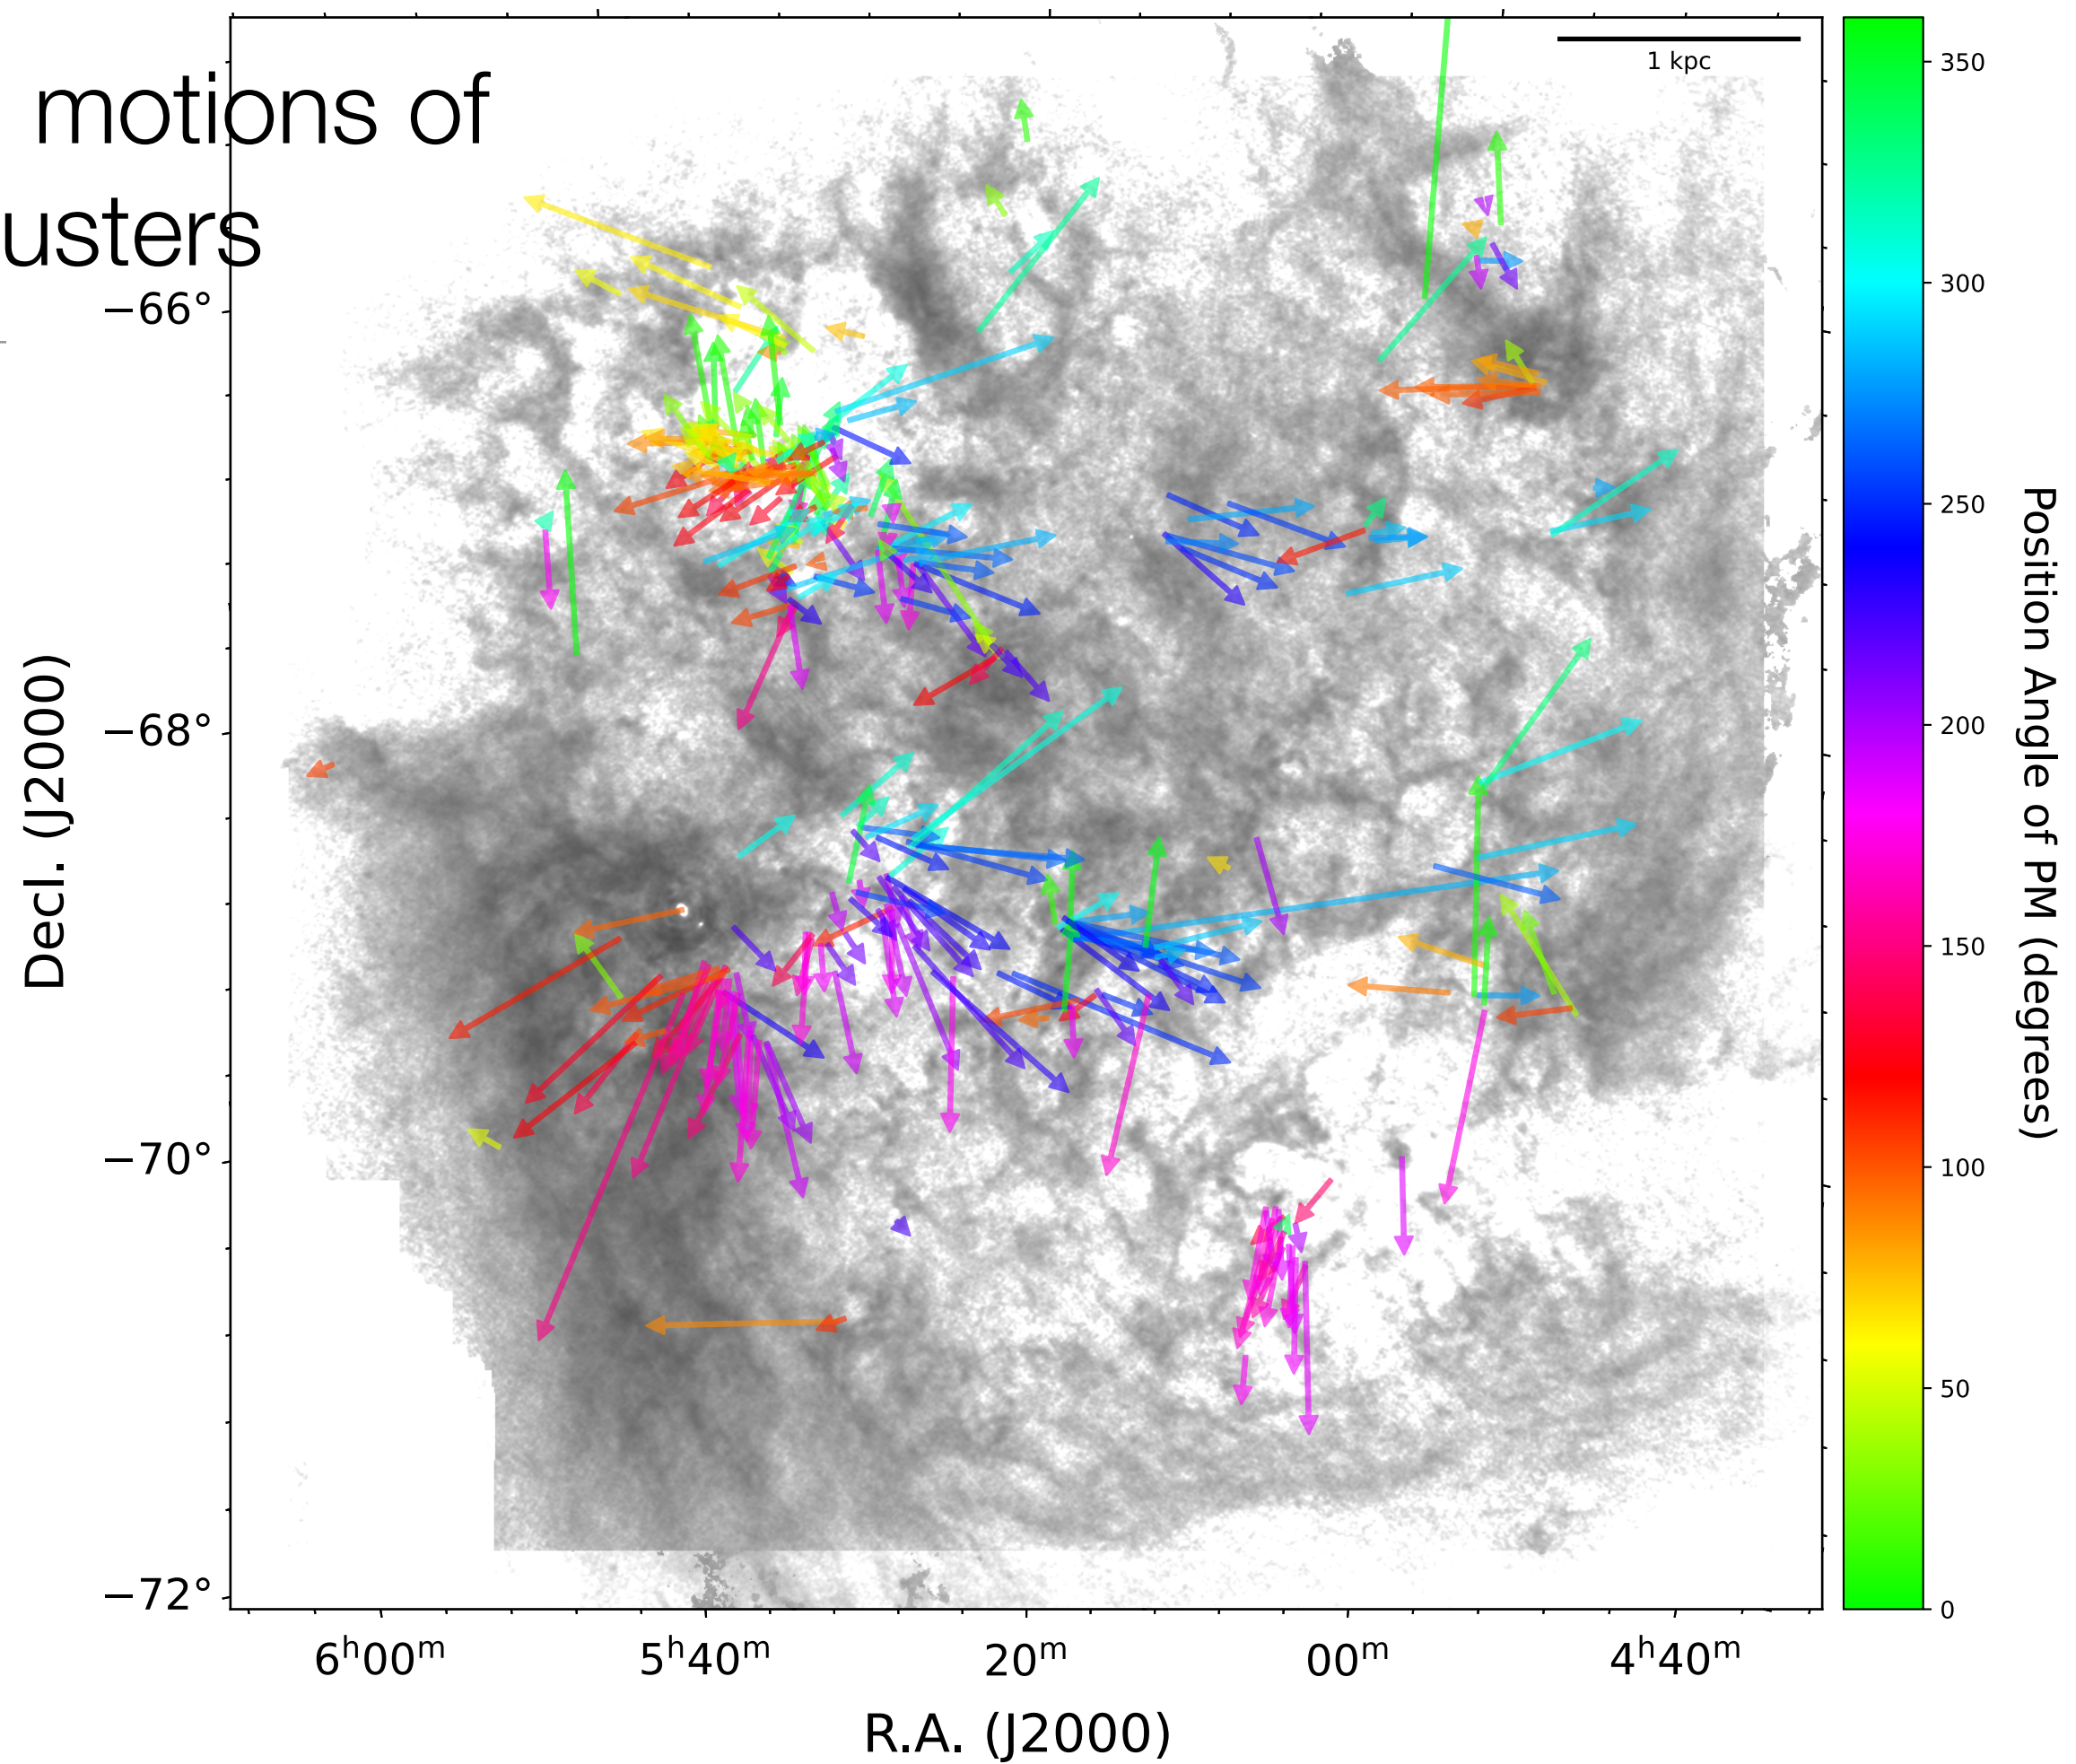 motions of
usters
1 kpc
−66°
−68°
−70°
−72°
Decl. (J2000)
6ʰ00ᵐ
5ʰ40ᵐ
20ᵐ
00ᵐ
4ʰ40ᵐ
R.A. (J2000)
350
300
250
200
150
100
50
0
Position Angle of PM (degrees)